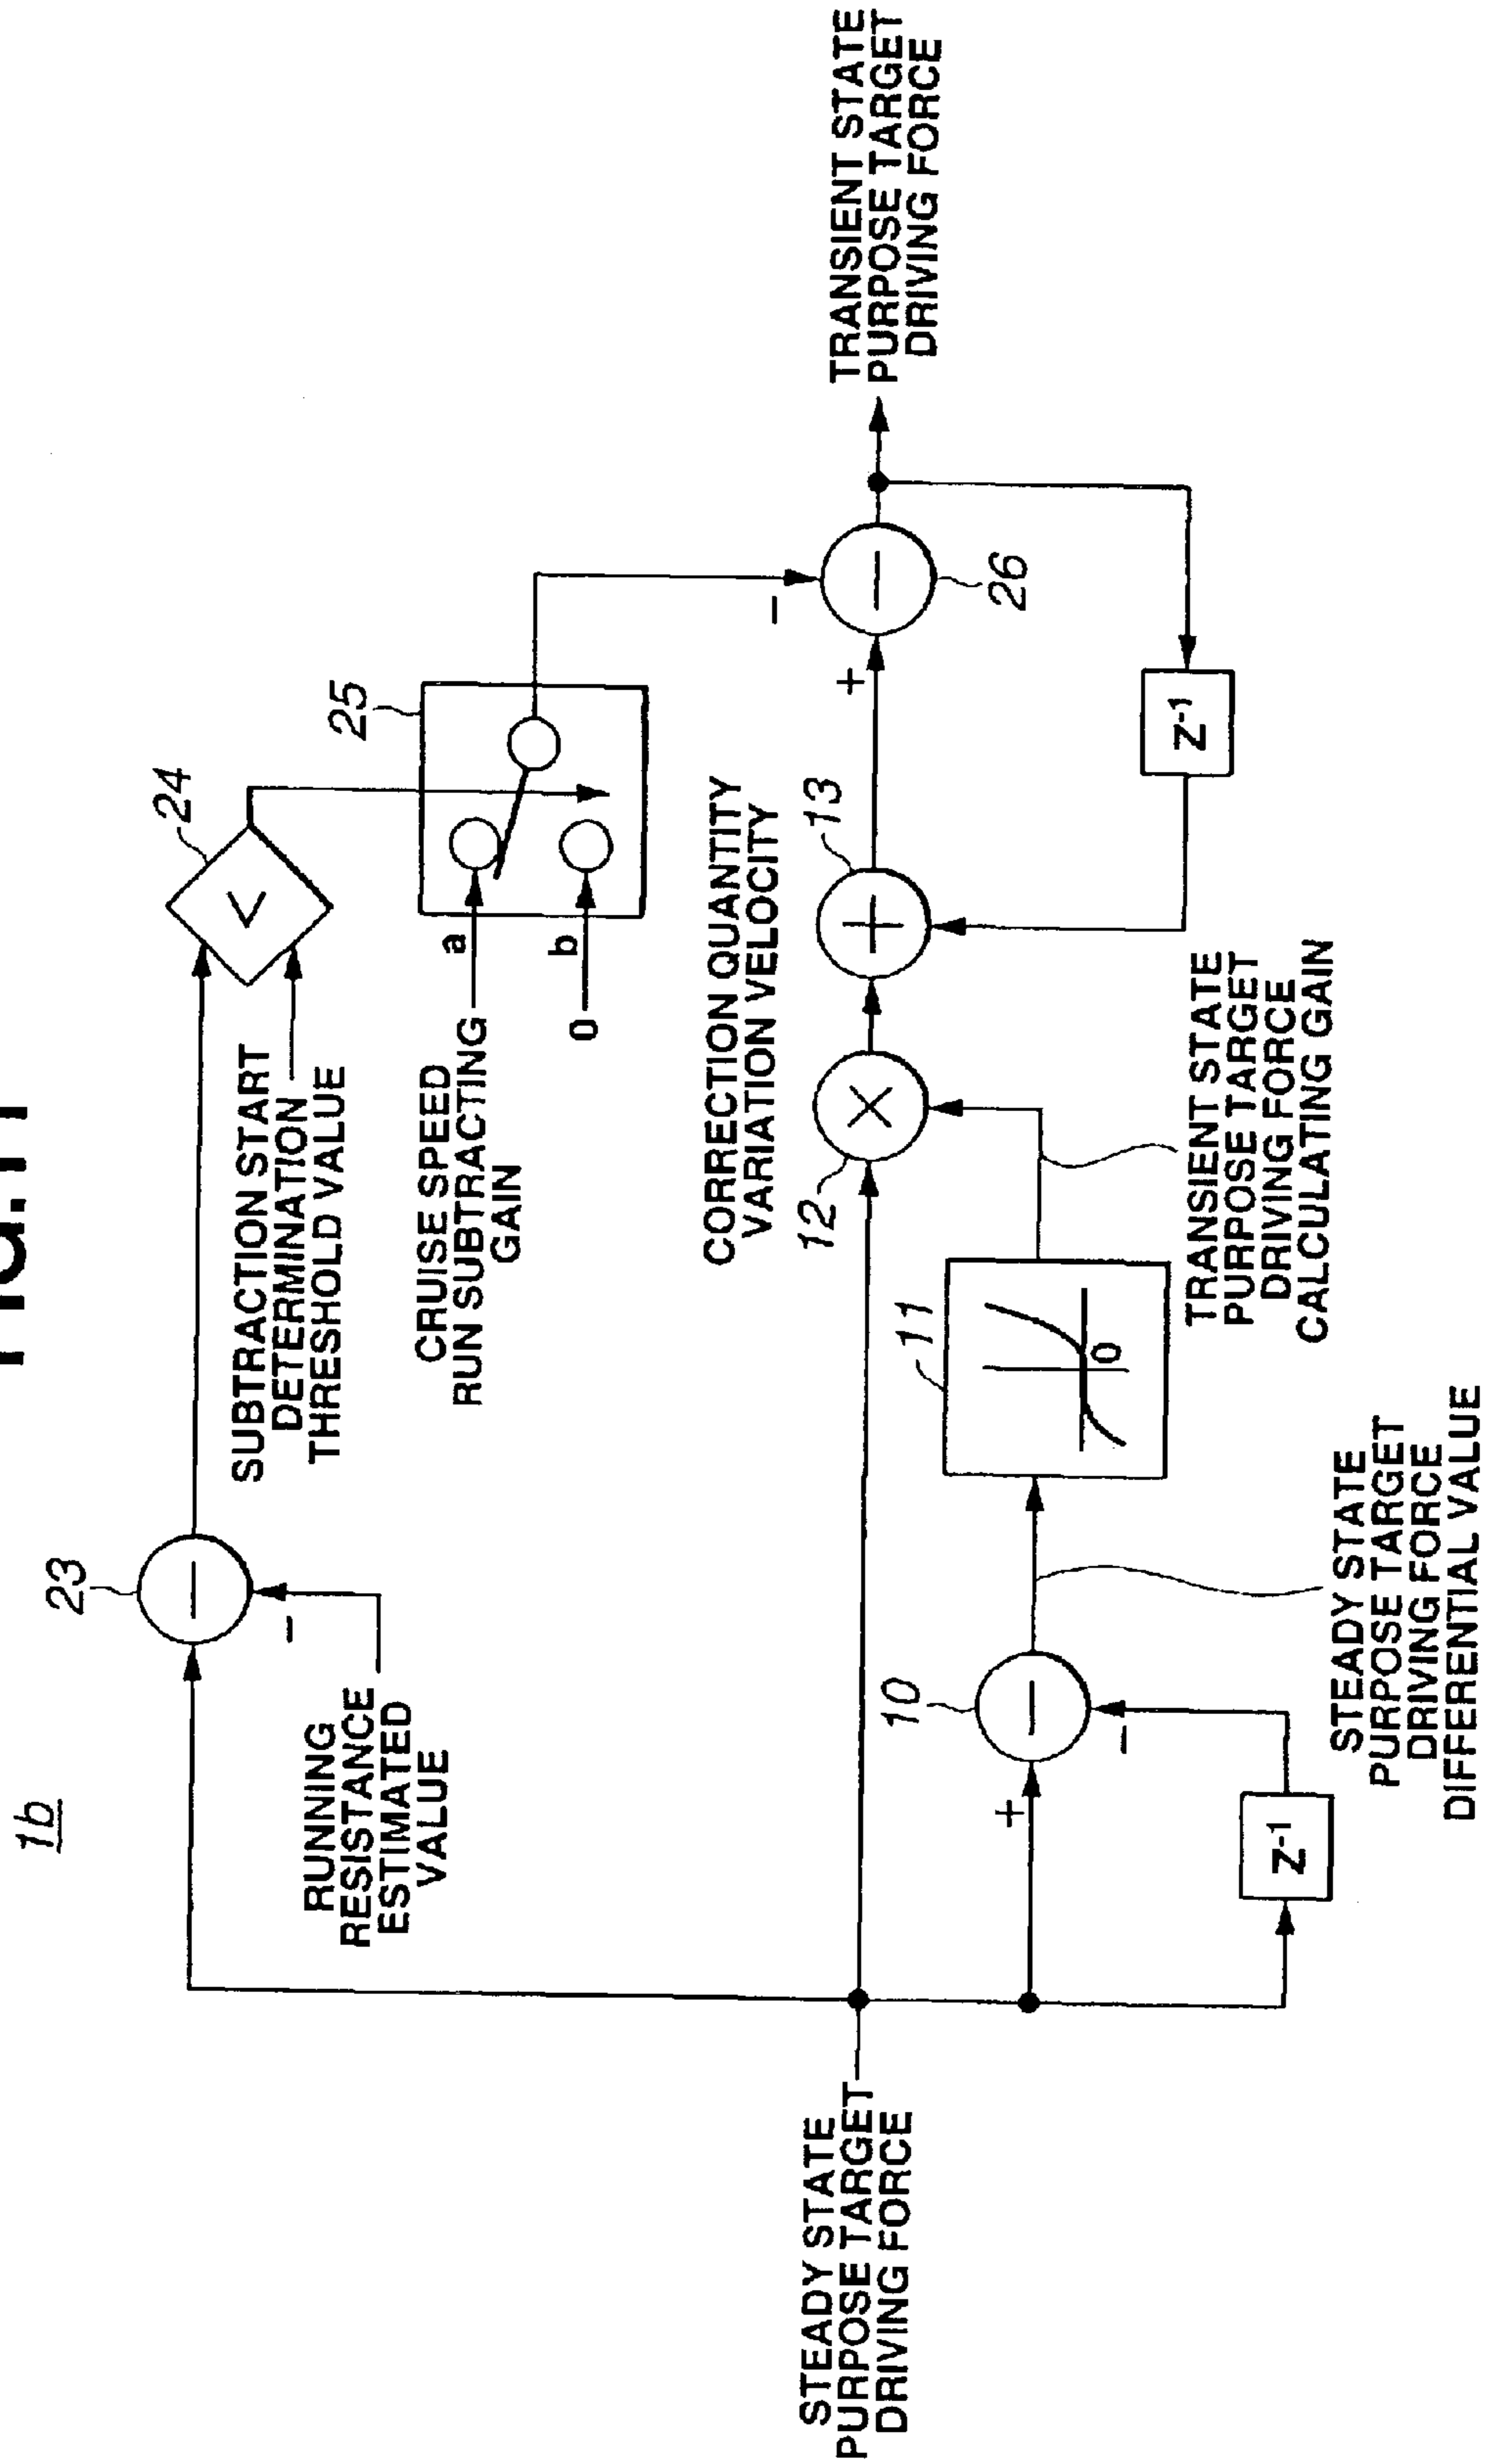 1b
23
RUNNING
RESISTANCE
ESTIMATED
VALUE
SUBTRACTION START
DETERMINATION
THRESHOLD VALUE
24
<
CRUISE SPEED
RUN SUBTRACTING
GAIN
a
b
0
25
STEADY STATE
PURPOSE TARGET
DRIVING FORCE
CORRECTION QUANTITY
VARIATION VELOCITY
12
×
13
+
+
−
−
26
TRANSIENT STATE
PURPOSE TARGET
DRIVING FORCE
10
+
−
−
Z-1
11
0
STEADY STATE
PURPOSE TARGET
DRIVING FORCE
DIFFERENTIAL VALUE
TRANSIENT STATE
PURPOSE TARGET
DRIVING FORCE
CALCULATING GAIN
Z-1